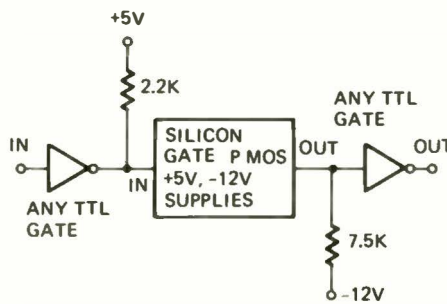 +5V
2.2K
ANY TTL
GATE
IN
SILICON
GATE P MOS
+5V, -12V
SUPPLIES
IN
OUT
OUT
ANY TTL
GATE
7.5K
-12V